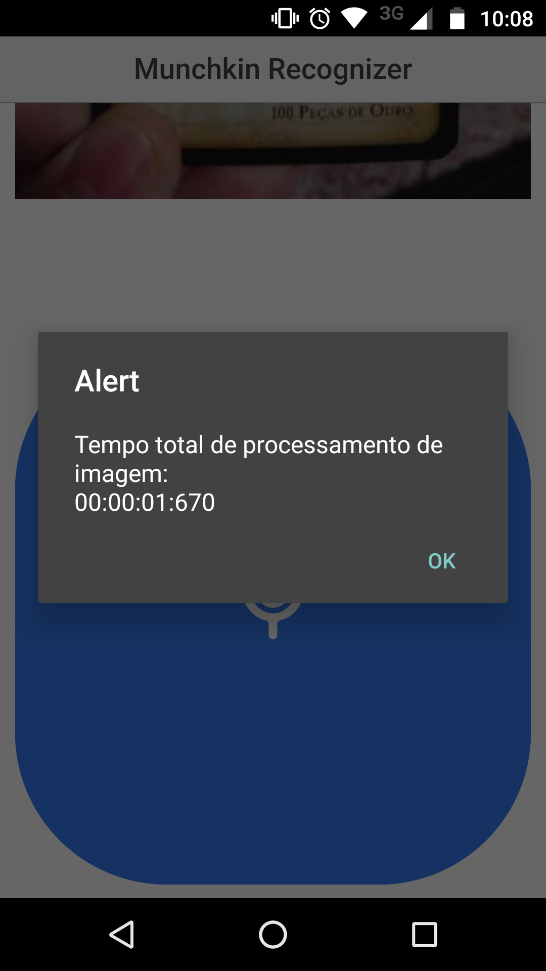 3G 10:08
Munchkin Recognizer
100 Peças de Ouro
Alert
Tempo total de processamento de
imagem:
00:00:01:670
OK